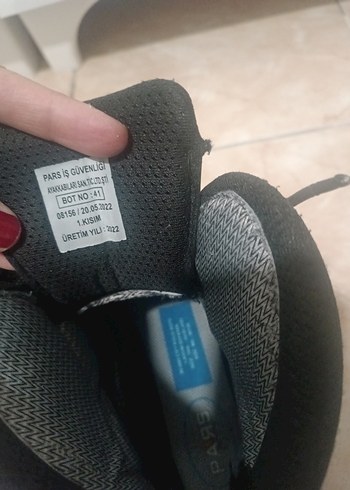 PARS İŞ GÜVENLİĞİ
AYAKKABILARI SAN.TİC.LTD.ŞTİ
BOT NO : 41
08156 / 20.05.2022
1.KISIM
ÜRETİM YILI : 2022
PARS